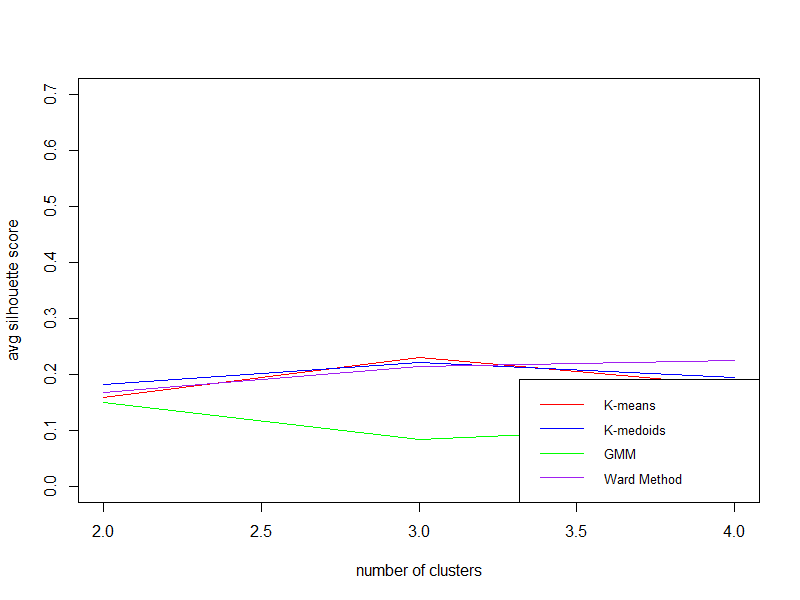 avg silhouette score
0.7
0.6
0.5
0.4
0.3
0.2
0.1
0.0
K-means
K-medoids
GMM
Ward Method
2.0 2.5 3.0 3.5 4.0
number of clusters